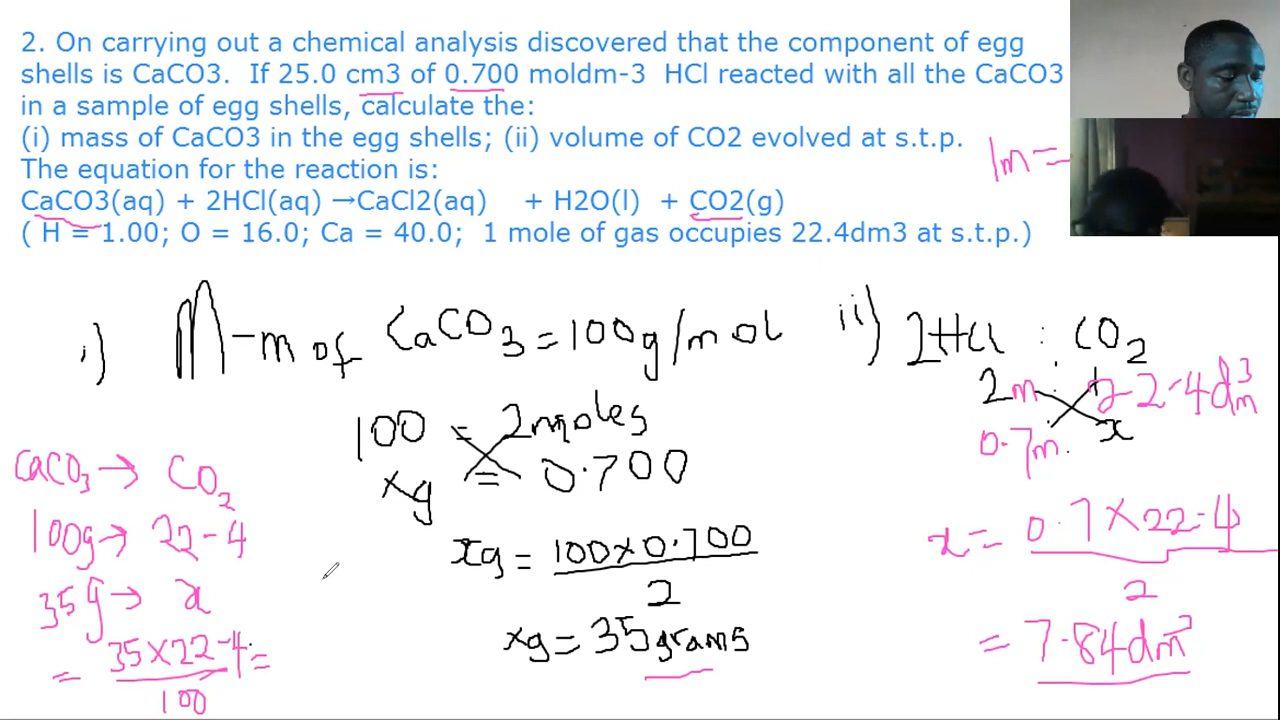 2. On carrying out a chemical analysis discovered that the component of egg
shells is CaCO3. If 25.0 cm3 of 0.700 moldm-3 HCl reacted with all the CaCO3
in a sample of egg shells, calculate the:
(i) mass of CaCO3 in the egg shells; (ii) volume of CO2 evolved at s.t.p.
The equation for the reaction is:
CaCO3(aq) + 2HCl(aq) →CaCl2(aq) + H2O(l) + CO2(g)
( H = 1.00; O = 16.0; Ca = 40.0; 1 mole of gas occupies 22.4dm3 at s.t.p.)
1m =
i) M-m of CaCO3 = 100g/mol
100 = 2moles
xg = 0.700
xg = 100 x 0.700
2
xg = 35grams
CaCO3 → CO2
100g → 22-4
35g → x
= 35 x 22-4 =
100
ii) 2HCl : CO2
2m : 22-4dm3
0.7m. x
x = 0.7 x 22-4
2
= 7.84dm3